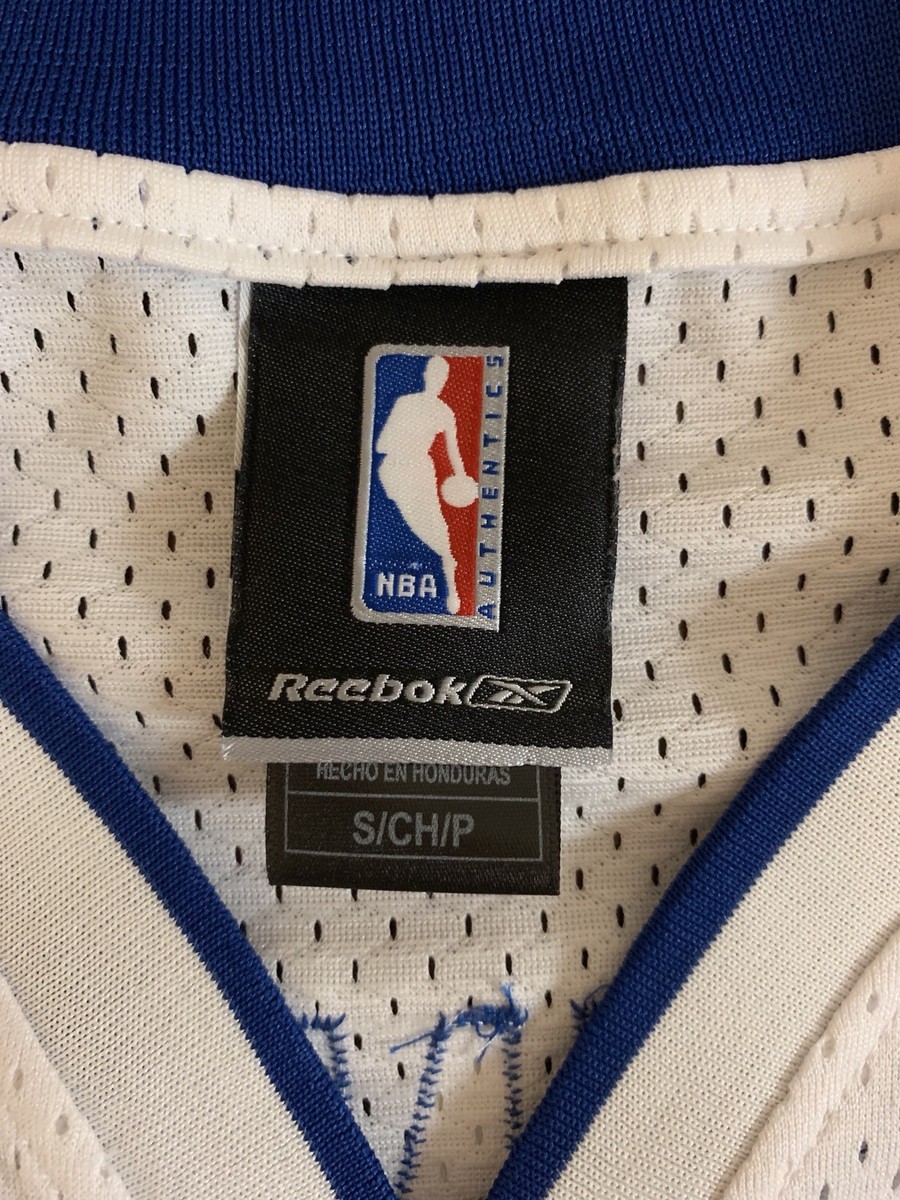 NBA
AUTHENTICS
Reebok
HECHO EN HONDURAS
S/CH/P